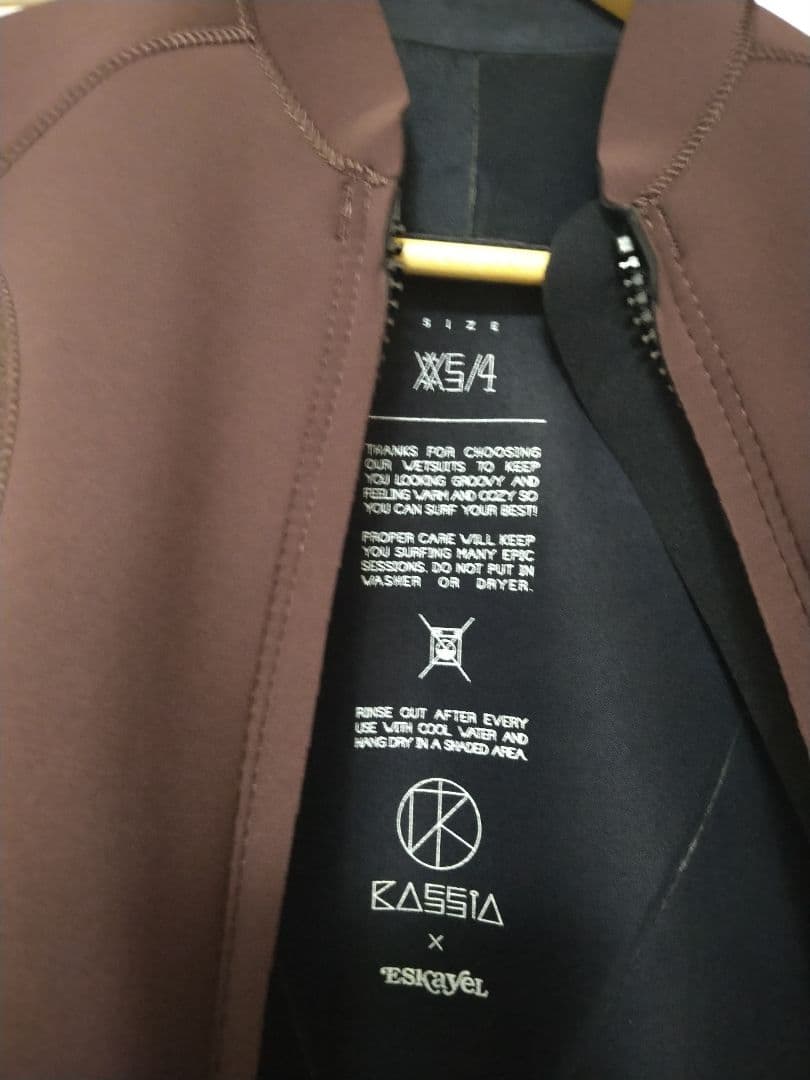 SIZE
XXS/4
THANKS FOR CHOOSING
OUR WETSUITS TO KEEP
YOU LOOKING GROOVY AND
FEELING WARM AND COZY SO
YOU CAN SURF YOUR BEST!
PROPER CARE WILL KEEP
YOU SURFING MANY EPIC
SESSIONS. DO NOT PUT IN
WASHER OR DRYER.
RINSE OUT AFTER EVERY
USE WITH COOL WATER AND
HANG DRY IN A SHADED AREA.
KASSIA
X
ESKAYEL